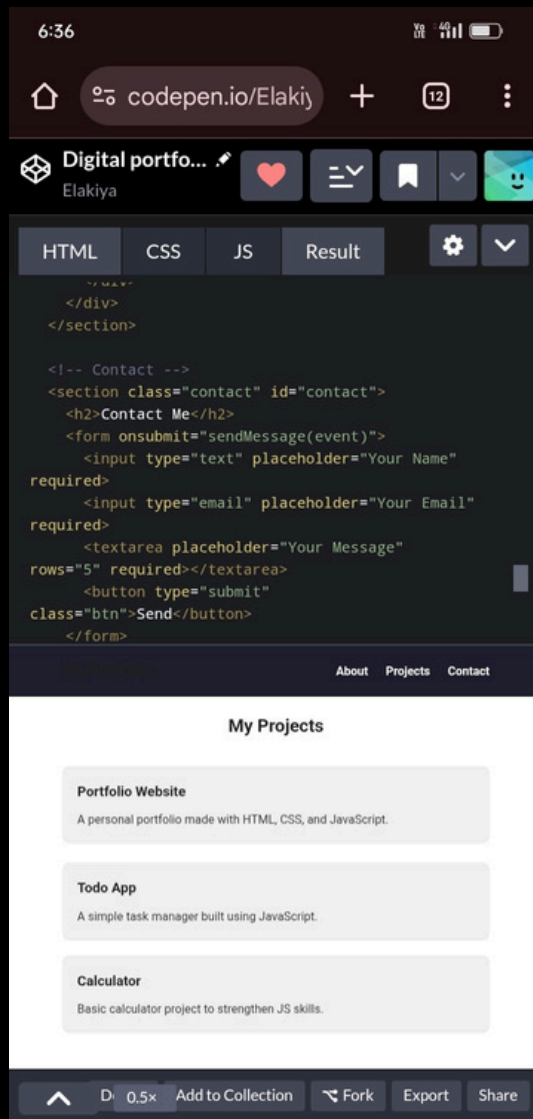 6:36
Vo LTE 4G
codepen.io/Elakiy
12
Digital portfo...
Elakiya
HTML CSS JS Result
</div>
</div>
</section>
<!-- Contact -->
<section class="contact" id="contact">
<h2>Contact Me</h2>
<form onsubmit="sendMessage(event)">
<input type="text" placeholder="Your Name"
required>
<input type="email" placeholder="Your Email"
required>
<textarea placeholder="Your Message"
rows="5" required></textarea>
<button type="submit"
class="btn">Send</button>
</form>
About Projects Contact
My Projects
Portfolio Website
A personal portfolio made with HTML, CSS, and JavaScript.
Todo App
A simple task manager built using JavaScript.
Calculator
Basic calculator project to strengthen JS skills.
0.5× Add to Collection Fork Export Share